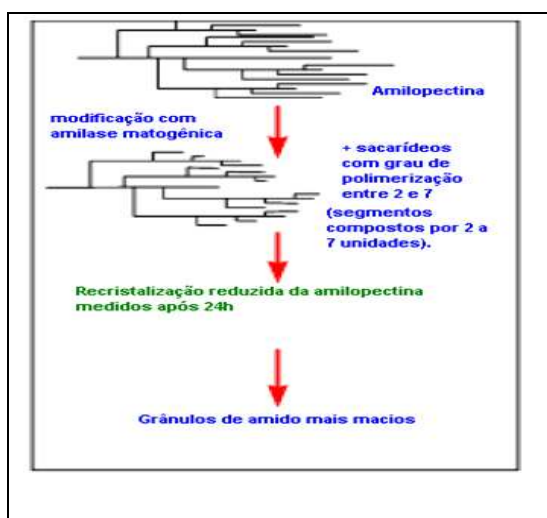 Amilopectina
modificação com
amilase matogênica
+ sacarídeos
com grau de
polimerização
entre 2 e 7
(segmentos
compostos por 2 a
7 unidades).
Recristalização reduzida da amilopectina
medidos após 24h
Grânulos de amido mais macios